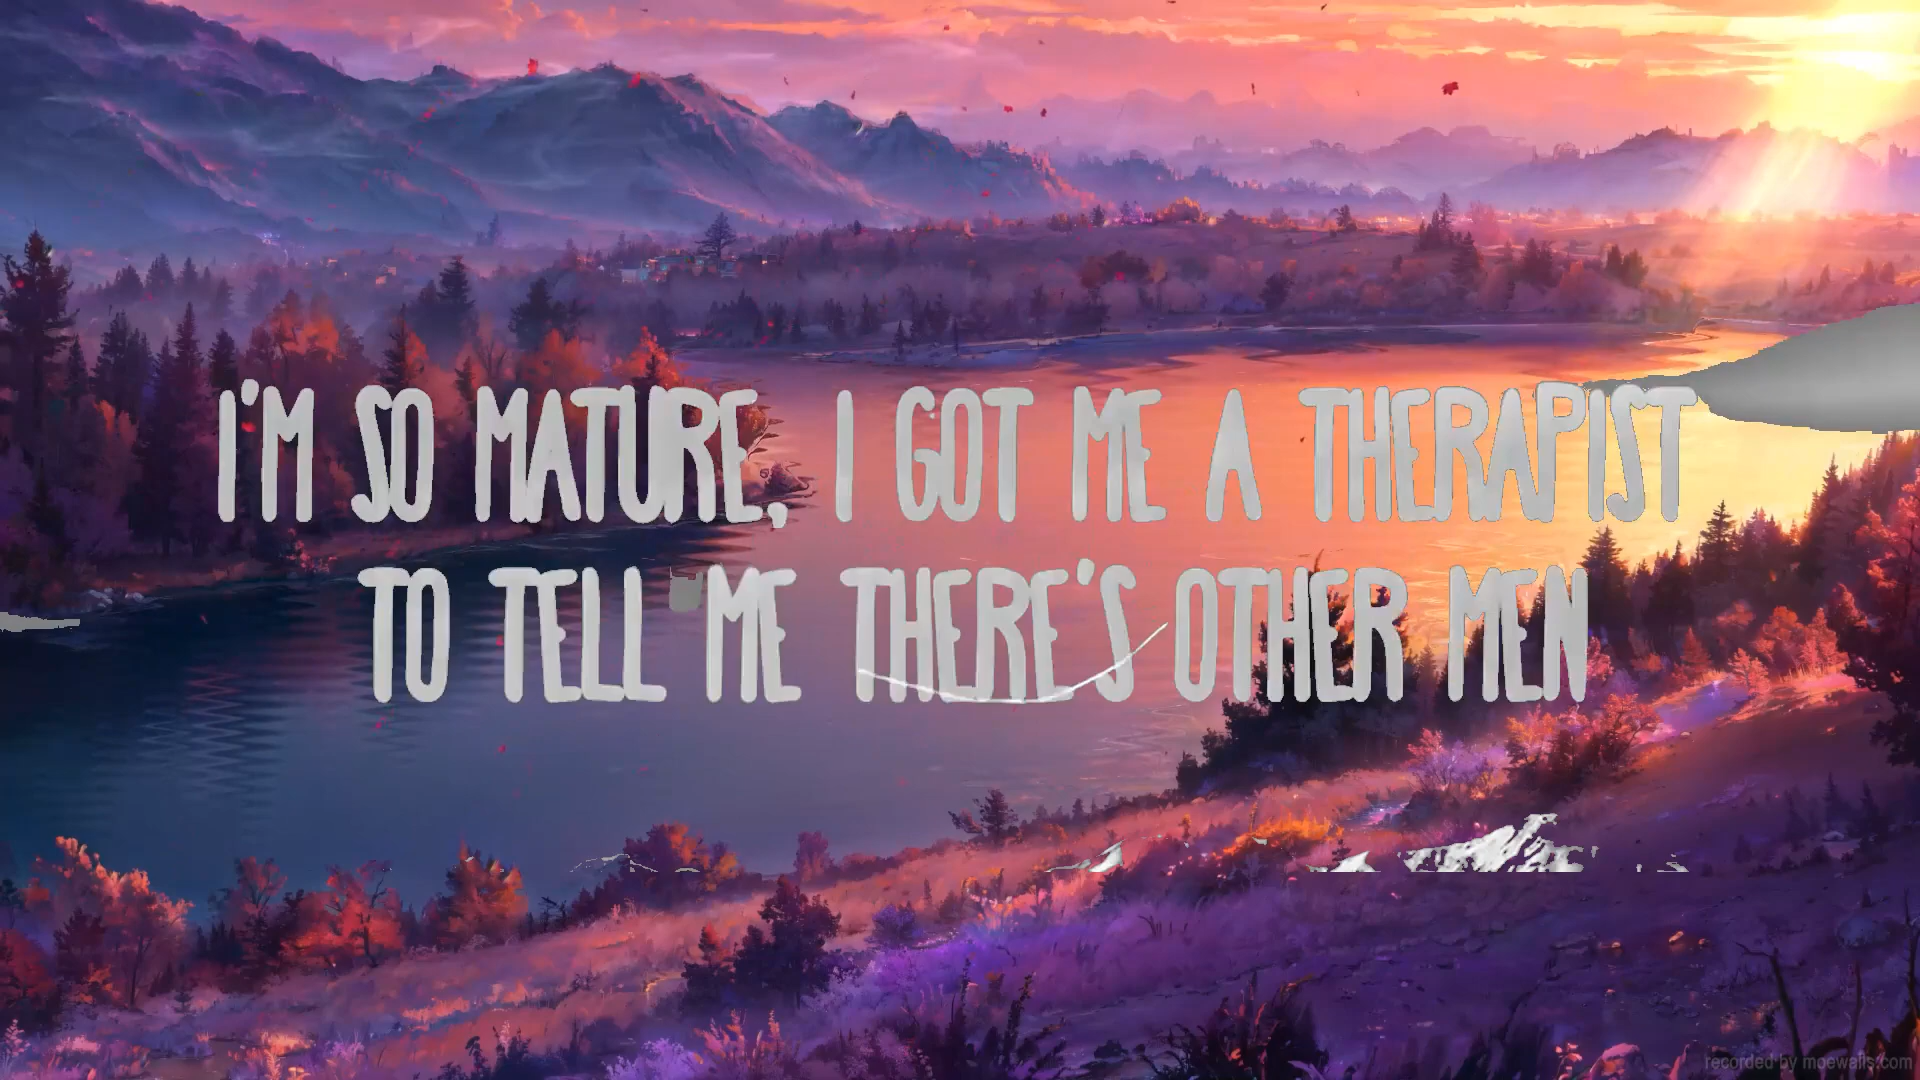 I'M SO MATURE, I GOT ME A THERAPIST
TO TELL ME THERE'S OTHER MEN
recorded by moewalls.com